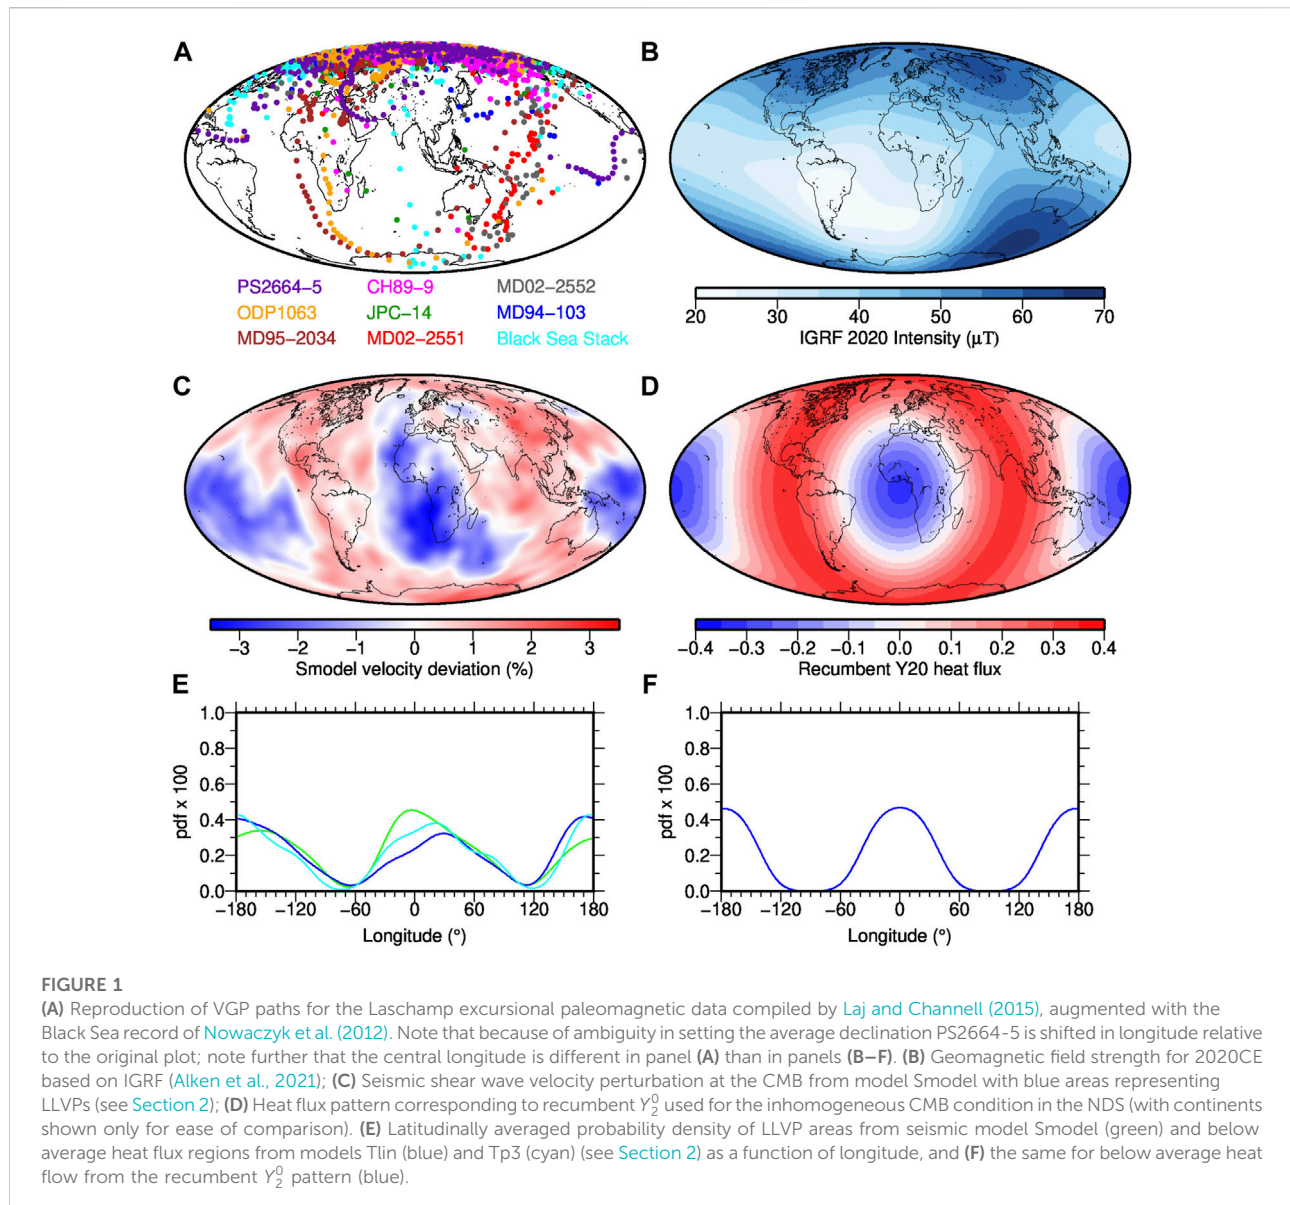 A
B
PS2664−5
CH89−9
MD02−2552
ODP1063
JPC−14
MD94−103
MD95−2034
MD02−2551
Black Sea Stack
20 30 40 50 60 70
IGRF 2020 Intensity (μT)
C
D
−3 −2 −1 0 1 2 3
Smodel velocity deviation (%)
−0.4 −0.3 −0.2 −0.1 0.0 0.1 0.2 0.3 0.4
Recumbent Y20 heat flux
E
F
1.0
0.8
0.6
0.4
0.2
0.0
pdf x 100
−180 −120 −60 0 60 120 180
Longitude (°)
1.0
0.8
0.6
0.4
0.2
0.0
pdf x 100
−180 −120 −60 0 60 120 180
Longitude (°)
FIGURE 1
(A) Reproduction of VGP paths for the Laschamp excursional paleomagnetic data compiled by Laj and Channell (2015), augmented with the
Black Sea record of Nowaczyk et al. (2012). Note that because of ambiguity in setting the average declination PS2664-5 is shifted in longitude relative
to the original plot; note further that the central longitude is different in panel (A) than in panels (B–F). (B) Geomagnetic field strength for 2020CE
based on IGRF (Alken et al., 2021); (C) Seismic shear wave velocity perturbation at the CMB from model Smodel with blue areas representing
LLVPs (see Section 2); (D) Heat flux pattern corresponding to recumbent Y₂⁰ used for the inhomogeneous CMB condition in the NDS (with continents
shown only for ease of comparison). (E) Latitudinally averaged probability density of LLVP areas from seismic model Smodel (green) and below
average heat flux regions from models Tlin (blue) and Tp3 (cyan) (see Section 2) as a function of longitude, and (F) the same for below average heat
flow from the recumbent Y₂⁰ pattern (blue).